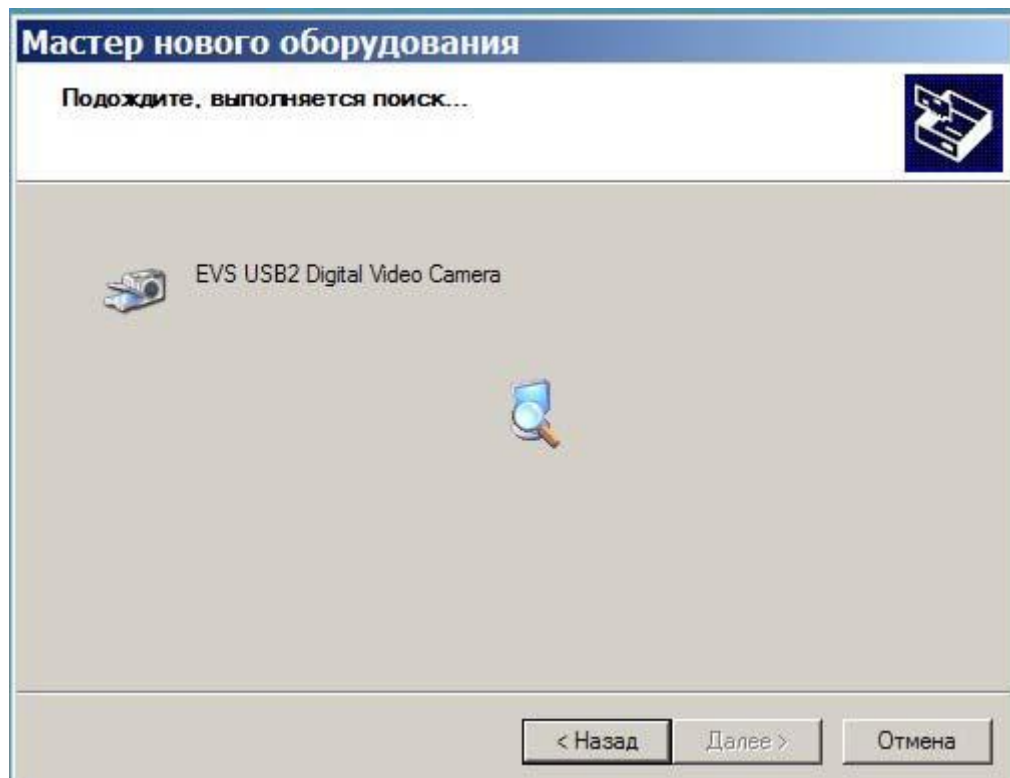 Мастер нового оборудования
Подождите, выполняется поиск...
EVS USB2 Digital Video Camera
< Назад
Далее >
Отмена